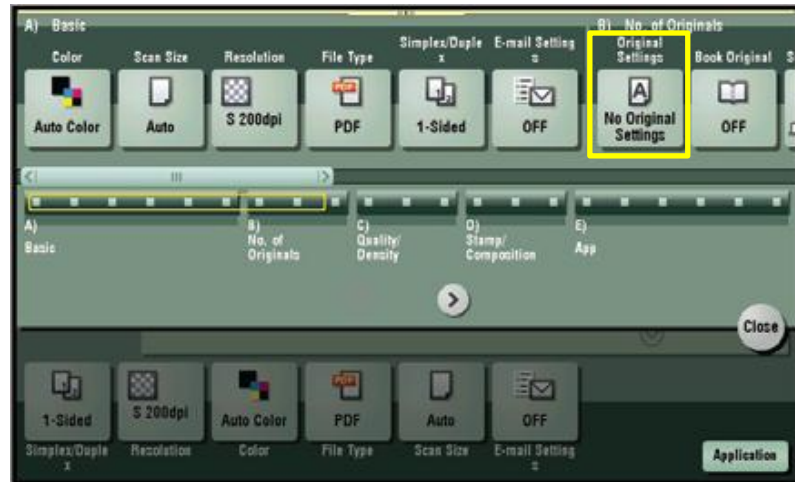 A) Basic
B) No. of Originals
Color
Scan Size
Resolution
File Type
Simplex/Duple
x
E-mail Setting
s
Original
Settings
Book Original
S
Auto Color
Auto
S 200dpi
PDF
PDF
1-Sided
OFF
A
No Original
Settings
OFF
A)
Basic
B)
No. of
Originals
C)
Quality/
Density
D)
Stamp/
Composition
E)
App
Close
1-Sided
S 200dpi
Auto Color
PDF
PDF
Auto
OFF
Simplex/Duple
x
Resolution
Color
File Type
Scan Size
E-mail Setting
s
Application